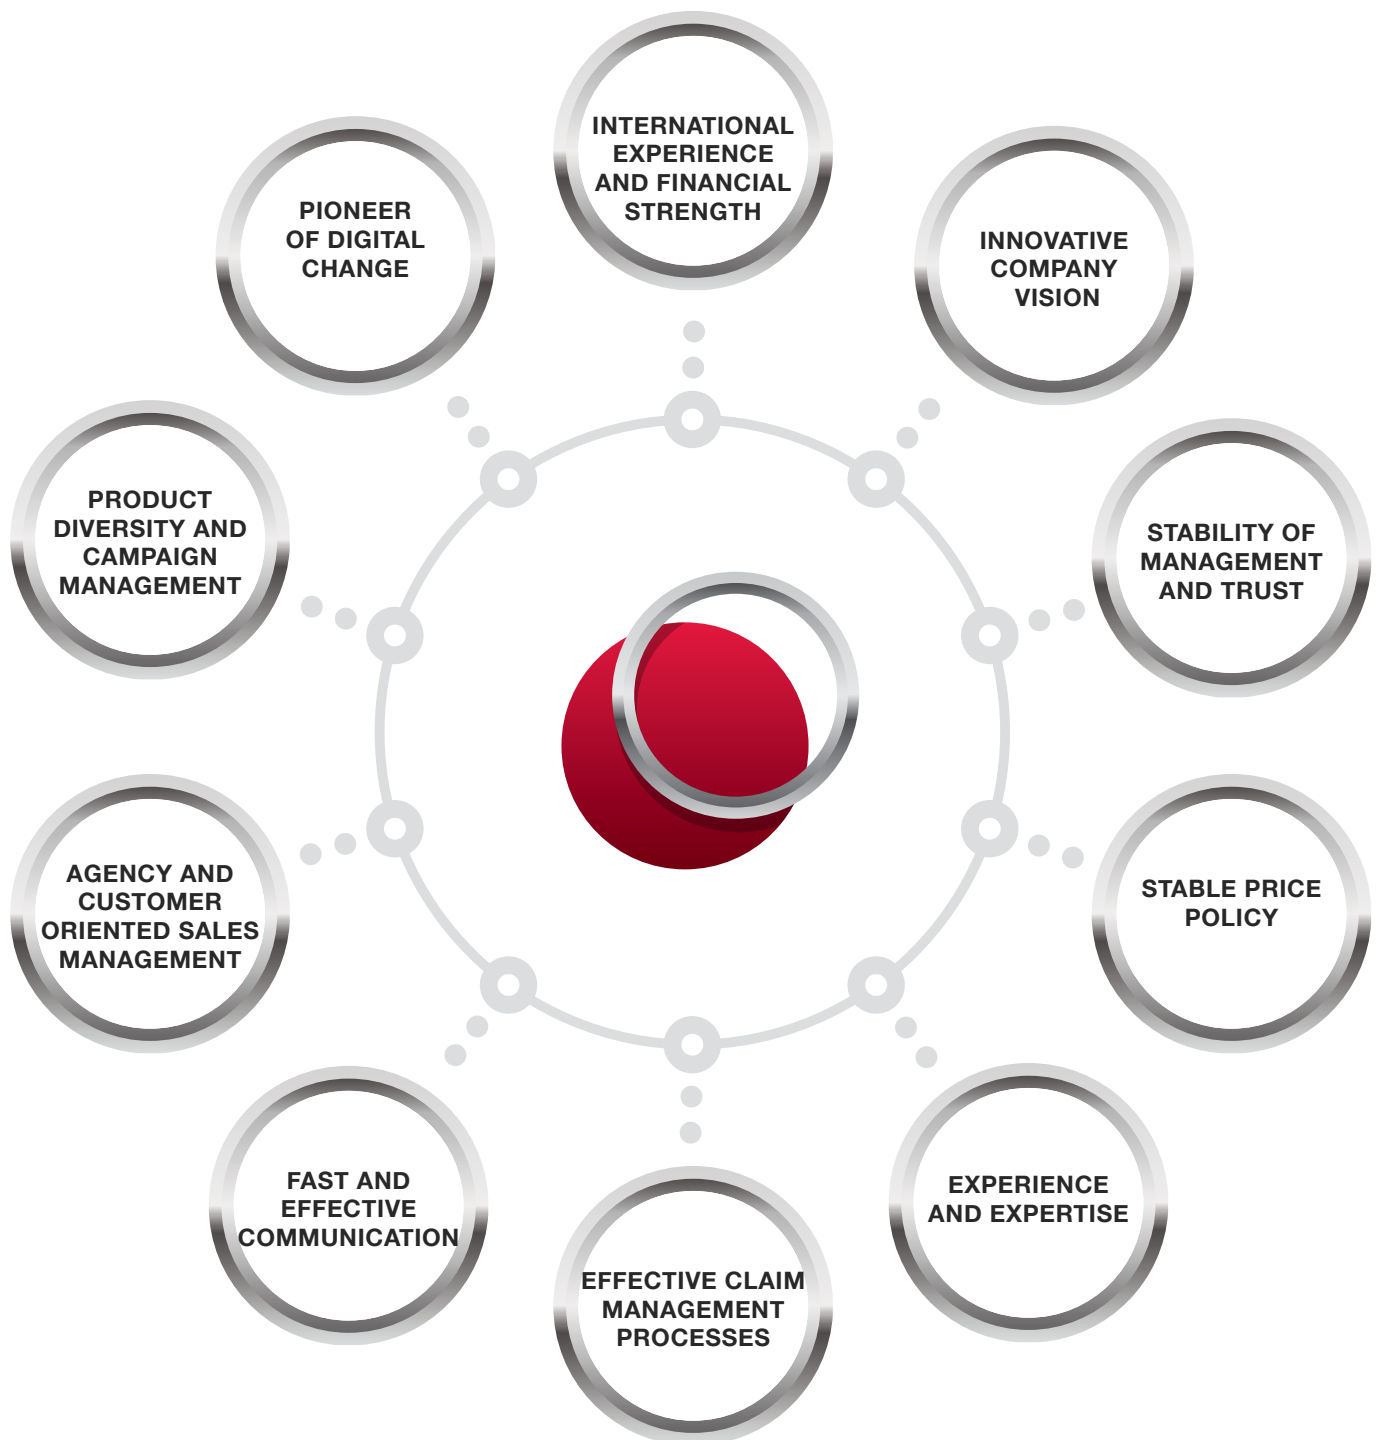 INTERNATIONAL
EXPERIENCE
AND FINANCIAL
STRENGTH
INNOVATIVE
COMPANY
VISION
STABILITY OF
MANAGEMENT
AND TRUST
STABLE PRICE
POLICY
EXPERIENCE
AND EXPERTISE
EFFECTIVE CLAIM
MANAGEMENT
PROCESSES
FAST AND
EFFECTIVE
COMMUNICATION
AGENCY AND
CUSTOMER
ORIENTED SALES
MANAGEMENT
PRODUCT
DIVERSITY AND
CAMPAIGN
MANAGEMENT
PIONEER
OF DIGITAL
CHANGE